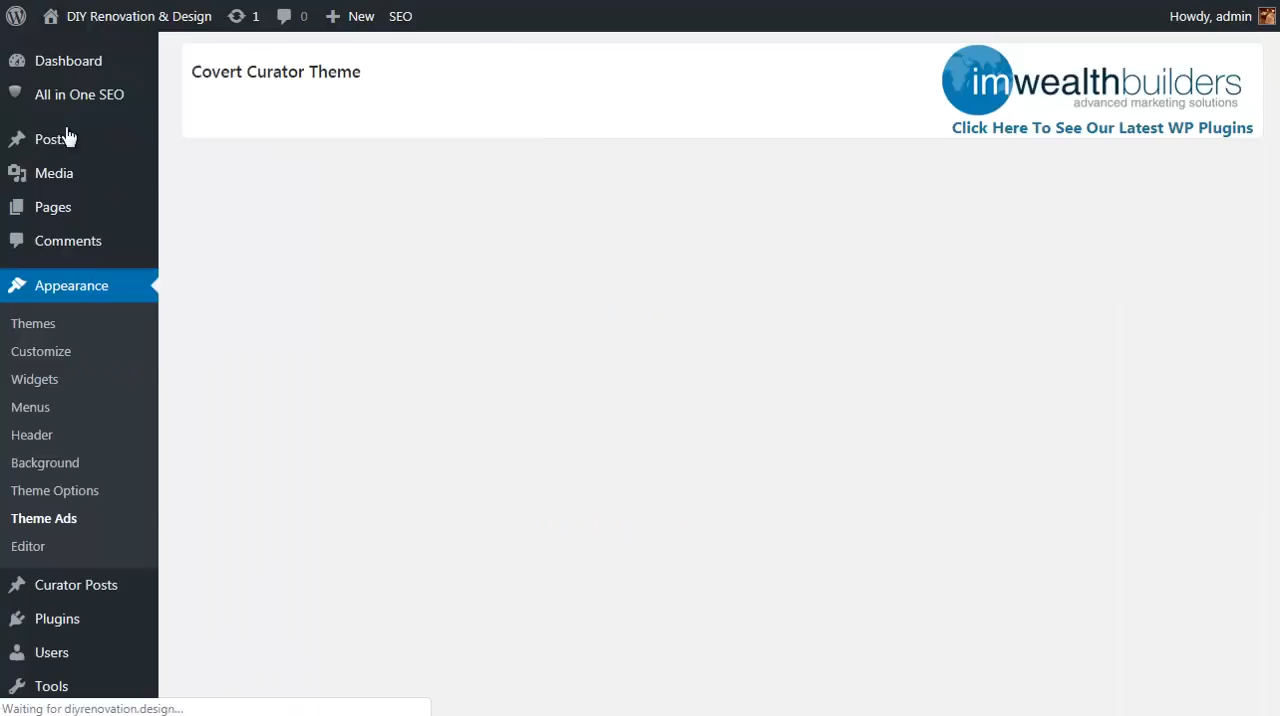 DIY Renovation & Design 1 0 New SEO Howdy, admin
Dashboard
All in One SEO
Posts
Media
Pages
Comments
Appearance
Themes
Customize
Widgets
Menus
Header
Background
Theme Options
Theme Ads
Editor
Curator Posts
Plugins
Users
Tools
Waiting for diyrenovation.design...
Covert Curator Theme
imwealthbuilders
advanced marketing solutions
Click Here To See Our Latest WP Plugins